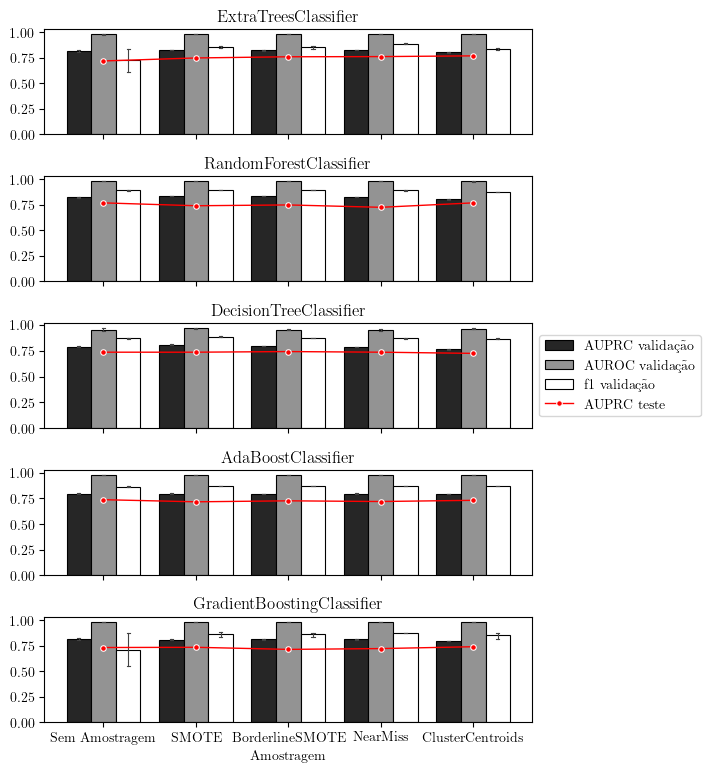 ExtraTreesClassifier
1.00
0.75
0.50
0.25
0.00
RandomForestClassifier
1.00
0.75
0.50
0.25
0.00
DecisionTreeClassifier
1.00
0.75
0.50
0.25
0.00
AUPRC validação
AUROC validação
f1 validação
AUPRC teste
AdaBoostClassifier
1.00
0.75
0.50
0.25
0.00
GradientBoostingClassifier
1.00
0.75
0.50
0.25
0.00
Sem Amostragem SMOTE BorderlineSMOTE NearMiss ClusterCentroids
Amostragem